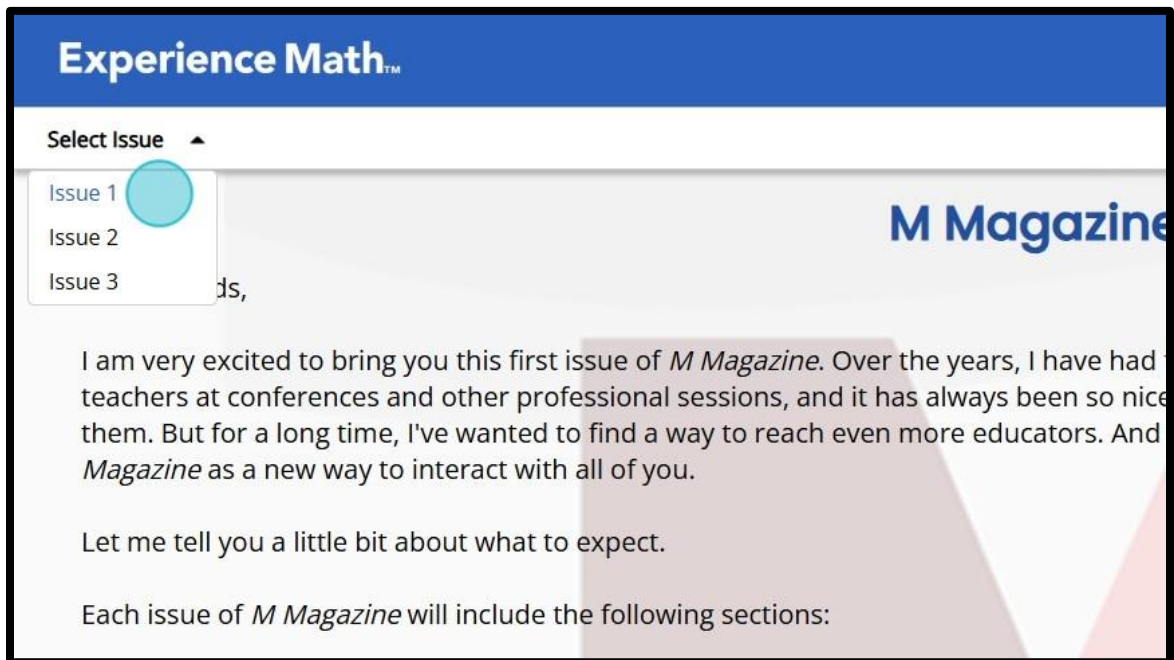 Experience Math™
Select Issue
Issue 1
Issue 2
Issue 3
M Magazine
ds,
I am very excited to bring you this first issue of M Magazine. Over the years, I have had
teachers at conferences and other professional sessions, and it has always been so nice
them. But for a long time, I've wanted to find a way to reach even more educators. And
Magazine as a new way to interact with all of you.
Let me tell you a little bit about what to expect.
Each issue of M Magazine will include the following sections: